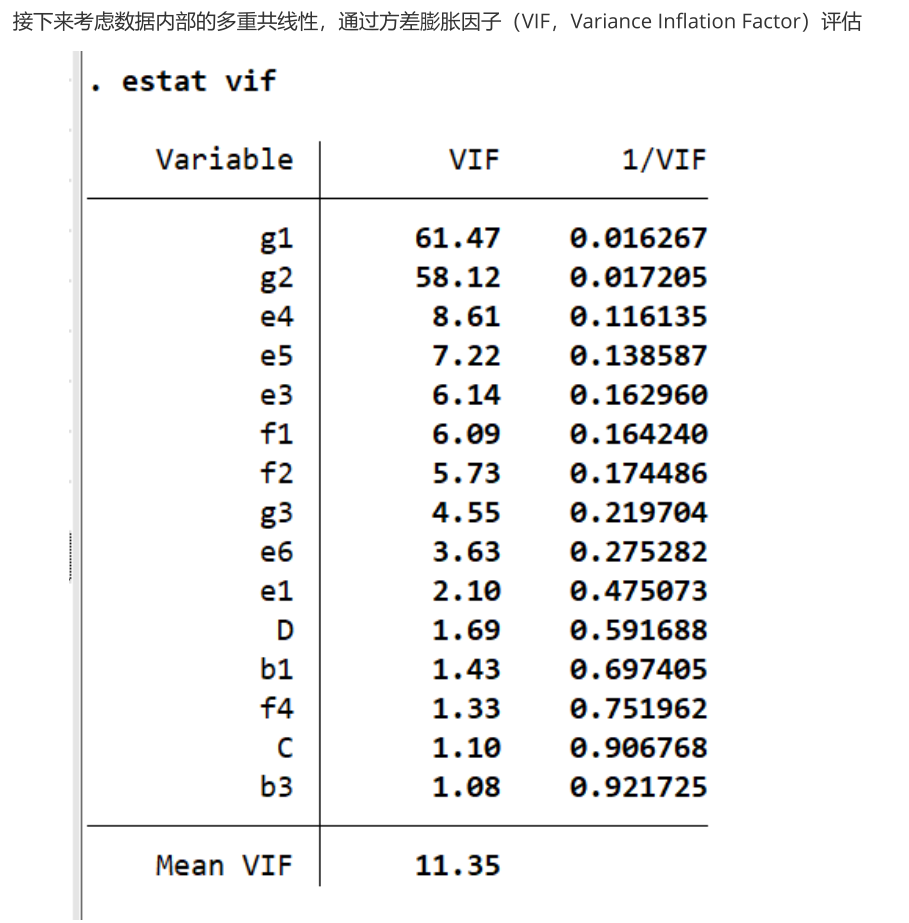 接下来考虑数据内部的多重共线性，通过方差膨胀因子（VIF，Variance Inflation Factor）评估
. estat vif
Variable VIF 1/VIF
g1 61.47 0.016267
g2 58.12 0.017205
e4 8.61 0.116135
e5 7.22 0.138587
e3 6.14 0.162960
f1 6.09 0.164240
f2 5.73 0.174486
g3 4.55 0.219704
e6 3.63 0.275282
e1 2.10 0.475073
D 1.69 0.591688
b1 1.43 0.697405
f4 1.33 0.751962
C 1.10 0.906768
b3 1.08 0.921725
Mean VIF 11.35